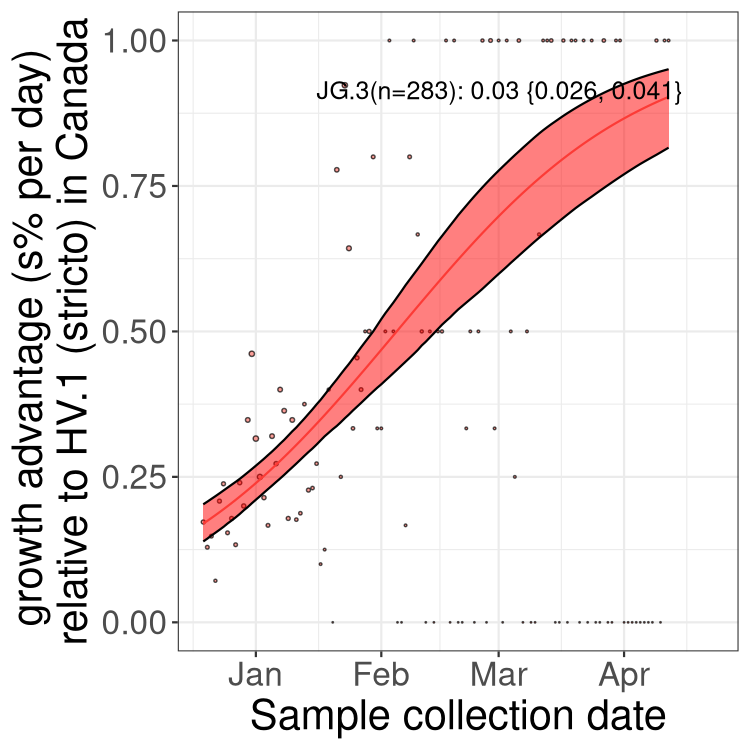 growth advantage (s% per day)
relative to HV.1 (stricto) in Canada
1.00
0.75
0.50
0.25
0.00
JG.3(n=283): 0.03 {0.026, 0.041}
Jan Feb Mar Apr
Sample collection date